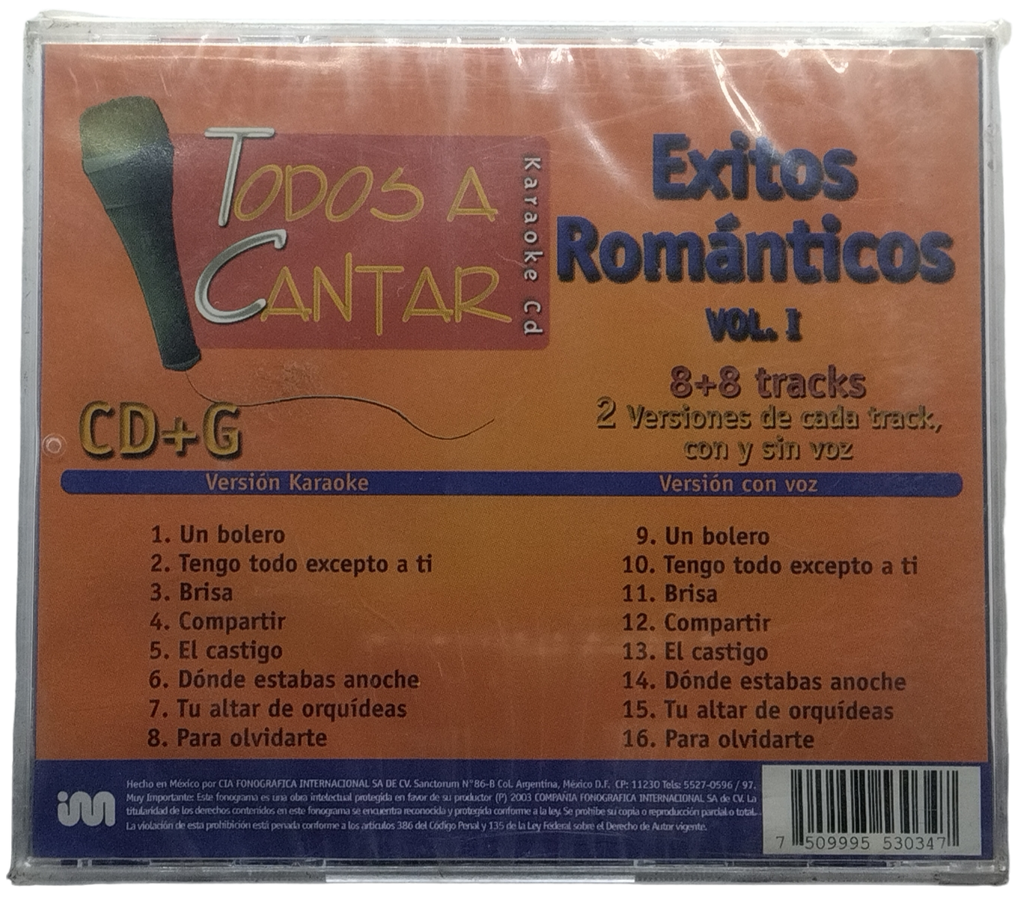 TODOS A
CANTAR
Karaoke Cd
Exitos
Románticos
VOL. I
8+8 tracks
2 Versiones de cada track,
con y sin voz
CD+G
Versión Karaoke
Versión con voz
1. Un bolero
2. Tengo todo excepto a ti
3. Brisa
4. Compartir
5. El castigo
6. Dónde estabas anoche
7. Tu altar de orquídeas
8. Para olvidarte
9. Un bolero
10. Tengo todo excepto a ti
11. Brisa
12. Compartir
13. El castigo
14. Dónde estabas anoche
15. Tu altar de orquídeas
16. Para olvidarte
im
Hecho en México por CIA FONOGRAFICA INTERNACIONAL SA DE CV. Sanctorum N°86-B Col. Argentina, México D.F. CP: 11230 Tels: 5527-0596 / 97.
Muy Importante: Este fonograma es una obra intelectual protegida en favor de su productor (P) 2003 COMPAÑIA FONOGRAFICA INTERNACIONAL SA de CV. La
titularidad de los derechos contenidos en este fonograma se encuentra reconocida y protegida conforme a la ley. Se prohíbe su copia o reproducción parcial o total.
La violación de esta prohibición está penada conforme a los artículos 386 del Código Penal y 135 de la Ley Federal sobre el Derecho de Autor vigente.
7 509995 530347